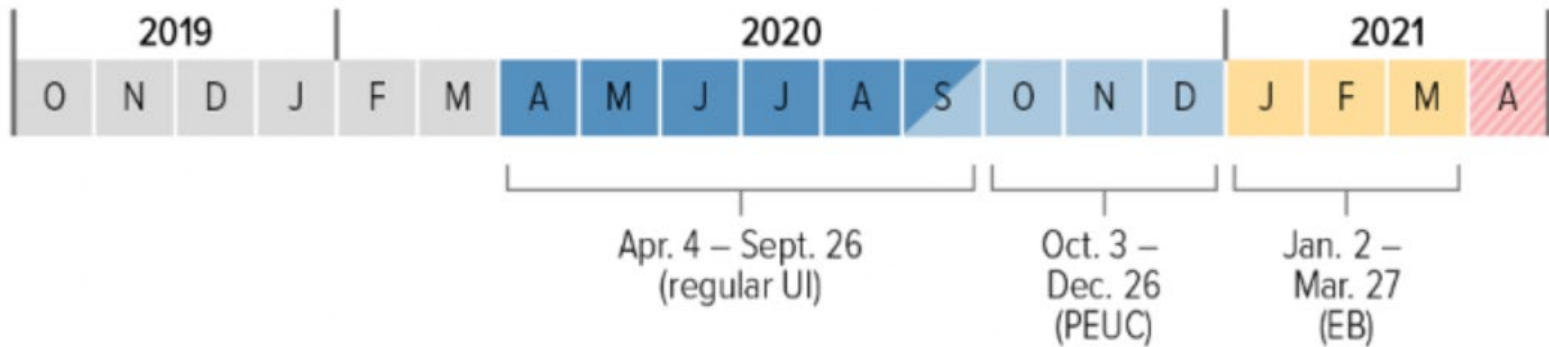 2019 2020 2021
O N D J F M A M J J A S O N D J F M A
Apr. 4 – Sept. 26
(regular UI)
Oct. 3 –
Dec. 26
(PEUC)
Jan. 2 –
Mar. 27
(EB)